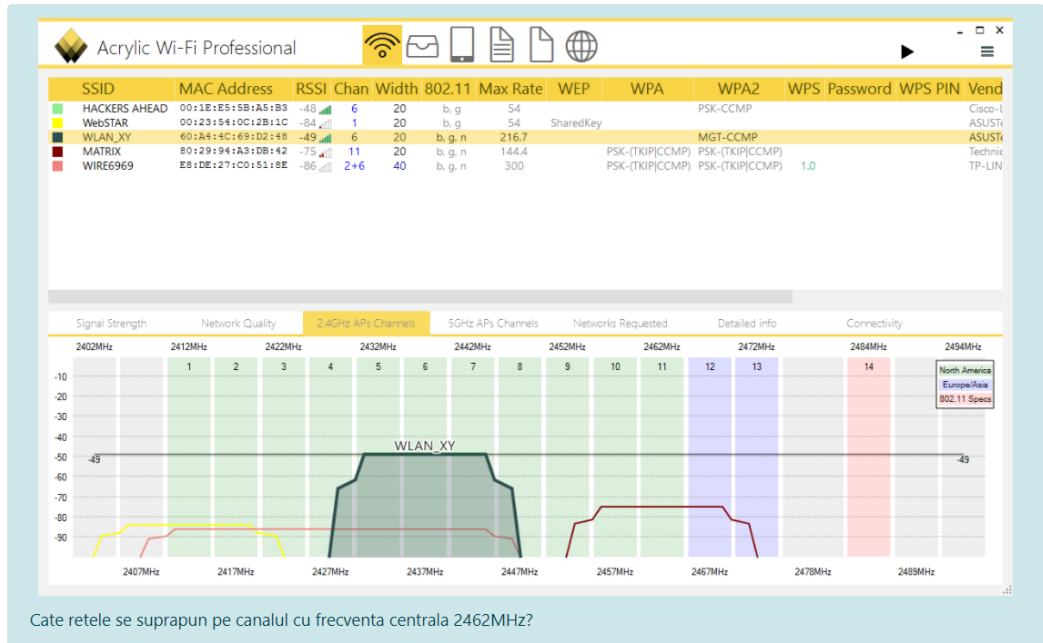 Acrylic Wi-Fi Professional
SSID MAC Address RSSI Chan Width 802.11 Max Rate WEP WPA WPA2 WPS Password WPS PIN Vend
HACKERS AHEAD 00:1E:E5:5B:A5:B3 -48 6 20 b, g 54 PSK-CCMP Cisco-L
WebSTAR 00:23:54:0C:2B:1C -84 1 20 b, g 54 SharedKey ASUSTe
WLAN_XY 60:A4:4C:69:D2:48 -49 6 20 b, g, n 216.7 MGT-CCMP ASUSTe
MATRIX 80:29:94:A3:DB:42 -75 11 20 b, g, n 144.4 PSK-(TKIP|CCMP) PSK-(TKIP|CCMP) Technic
WIRE6969 E8:DE:27:C0:51:8E -86 2+6 40 b, g, n 300 PSK-(TKIP|CCMP) PSK-(TKIP|CCMP) 1.0 TP-LIN
Signal Strength Network Quality 2.4GHz APs Channels 5GHz APs Channels Networks Requested Detailed info Connectivity
2402MHz 2412MHz 2422MHz 2432MHz 2442MHz 2452MHz 2462MHz 2472MHz 2484MHz 2494MHz
1 2 3 4 5 6 7 8 9 10 11 12 13 14
North America
Europe/Asia
802.11 Specs
-10
-20
-30
-40
WLAN_XY
-50
-49 -49
-60
-70
-80
-90
2407MHz 2417MHz 2427MHz 2437MHz 2447MHz 2457MHz 2467MHz 2478MHz 2489MHz
Cate retele se suprapun pe canalul cu frecventa centrala 2462MHz?